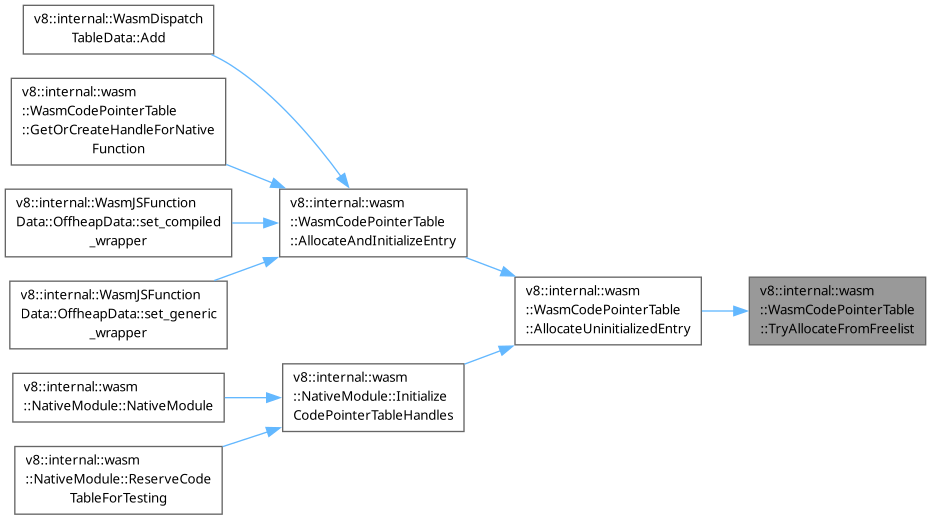 v8::internal::WasmDispatch
TableData::Add
v8::internal::wasm
::WasmCodePointerTable
::GetOrCreateHandleForNative
Function
v8::internal::WasmJSFunction
Data::OffheapData::set_compiled
_wrapper
v8::internal::WasmJSFunction
Data::OffheapData::set_generic
_wrapper
v8::internal::wasm
::NativeModule::NativeModule
v8::internal::wasm
::NativeModule::ReserveCode
TableForTesting
v8::internal::wasm
::WasmCodePointerTable
::AllocateAndInitializeEntry
v8::internal::wasm
::NativeModule::Initialize
CodePointerTableHandles
v8::internal::wasm
::WasmCodePointerTable
::AllocateUninitializedEntry
v8::internal::wasm
::WasmCodePointerTable
::TryAllocateFromFreelist